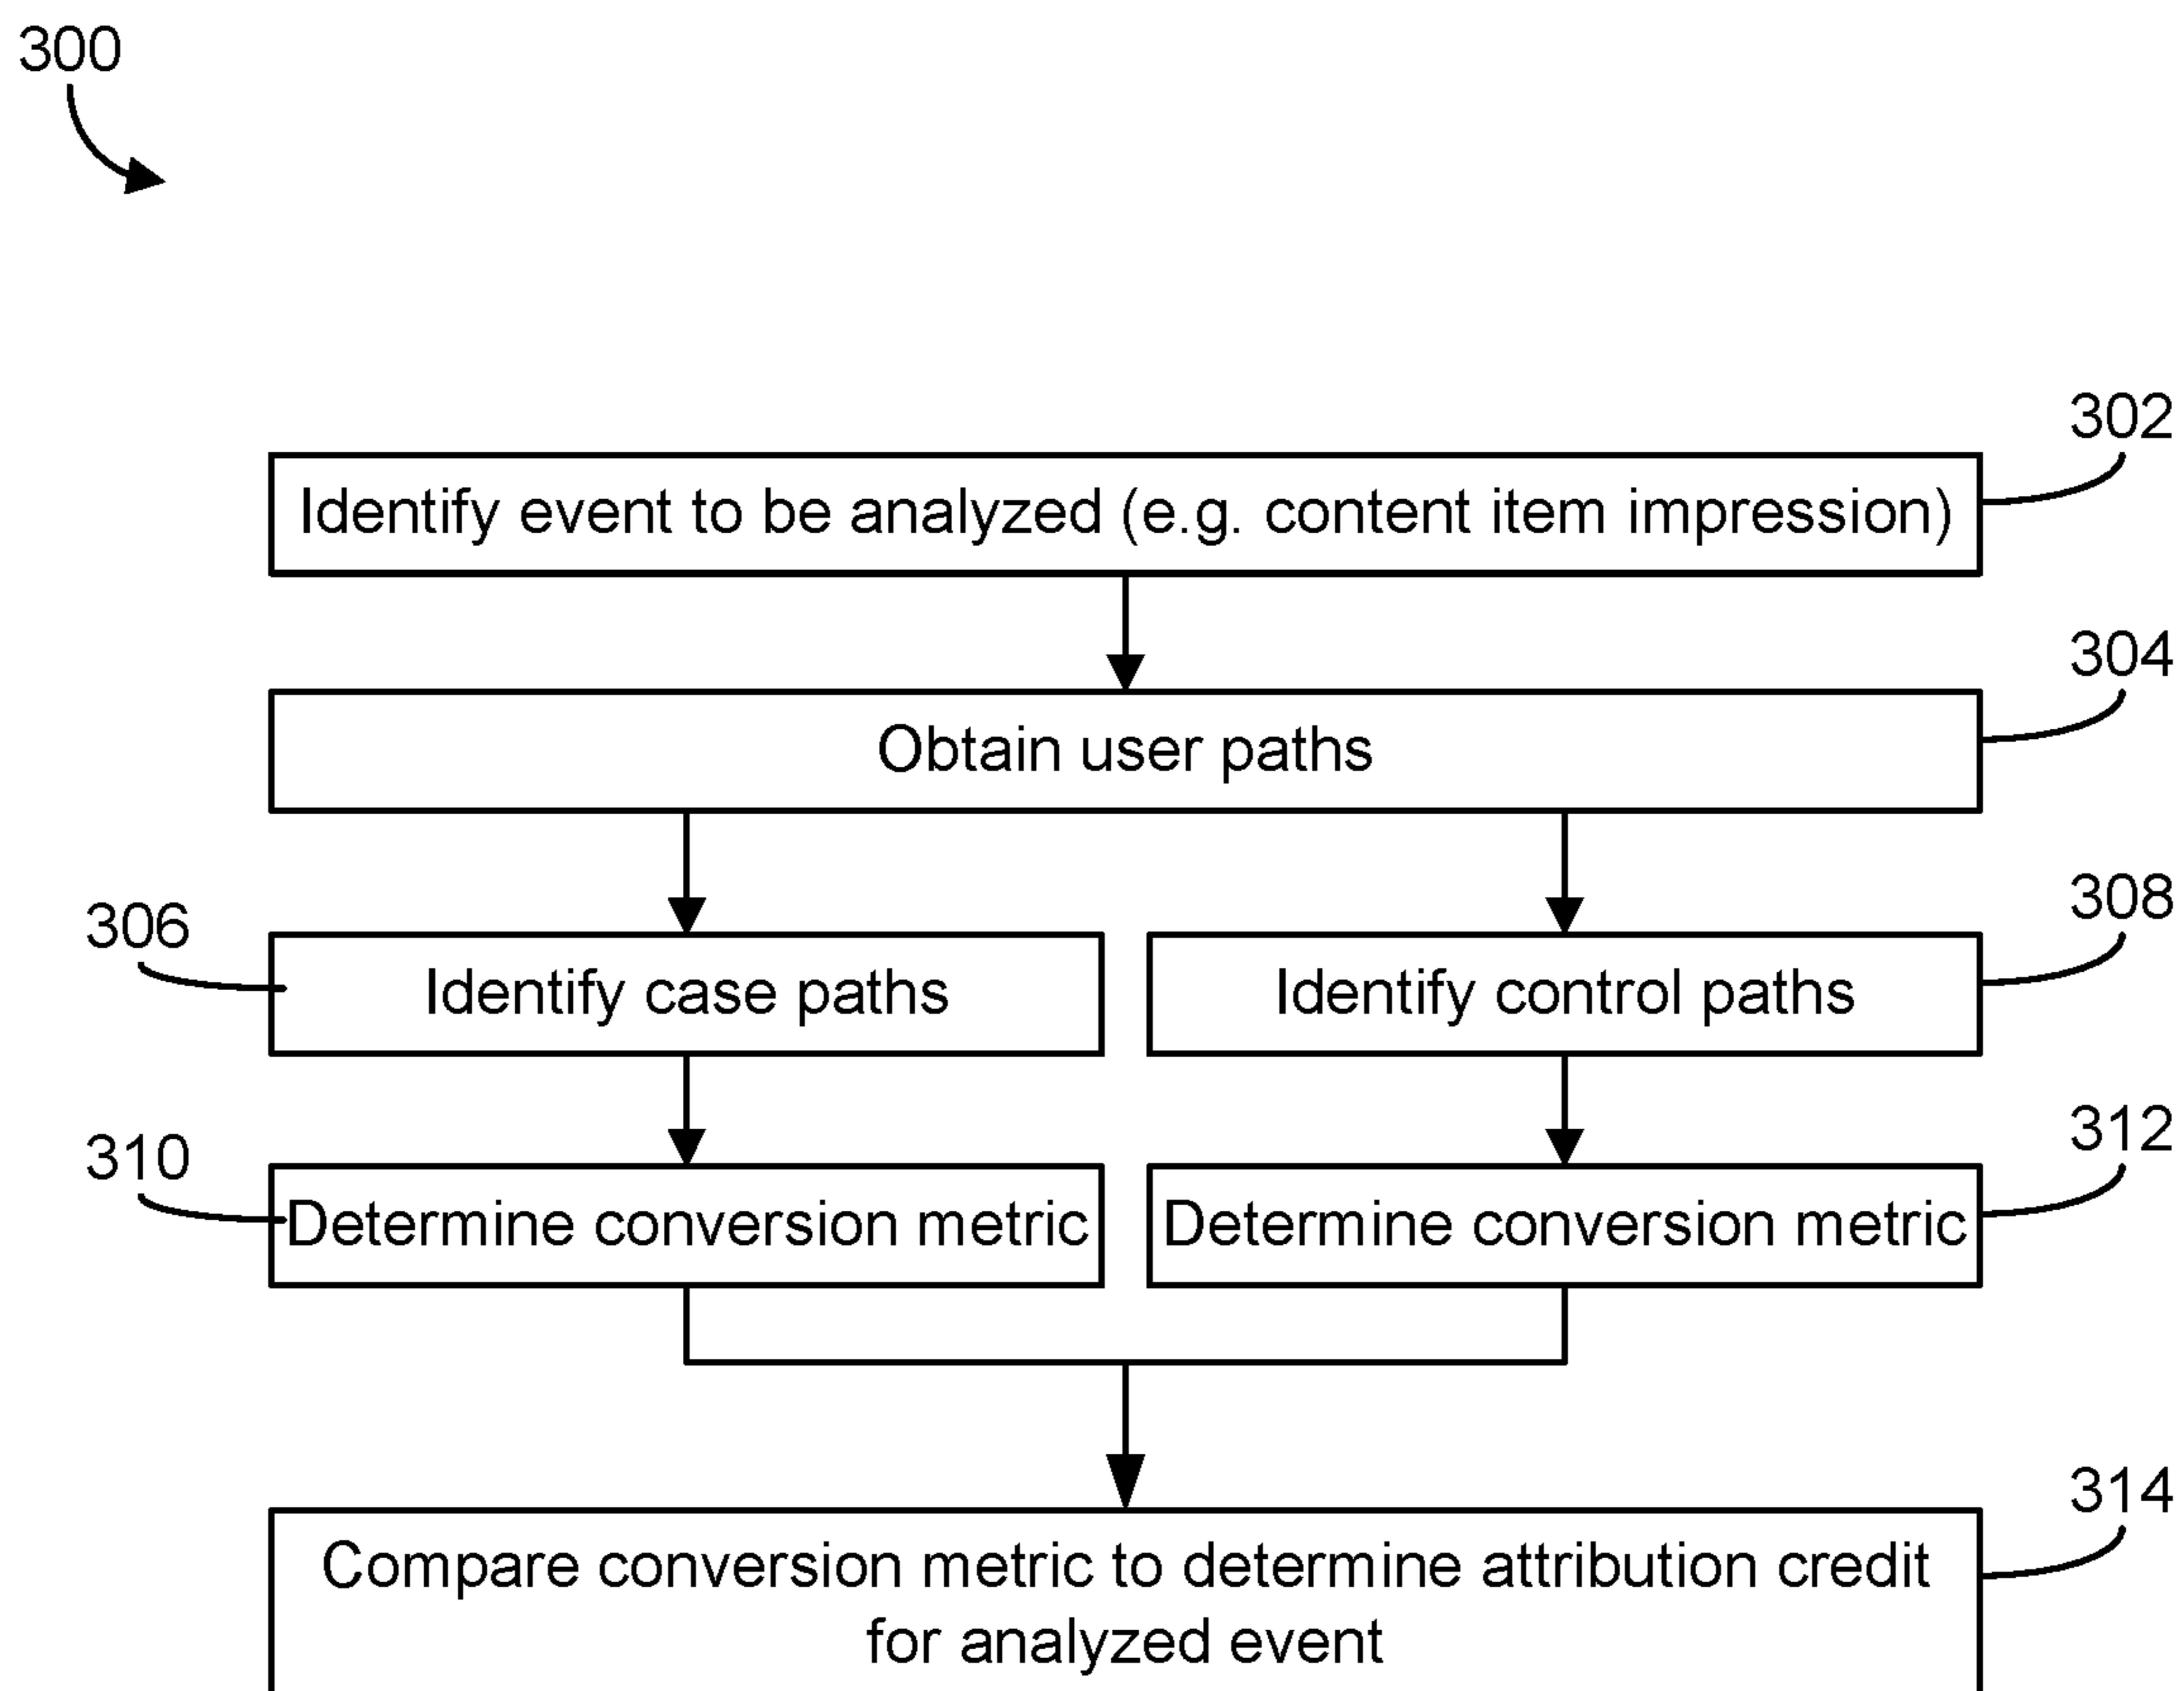 300
302
Identify event to be analyzed (e.g. content item impression)
304
Obtain user paths
306
308
Identify case paths
Identify control paths
310
312
Determine conversion metric
Determine conversion metric
314
Compare conversion metric to determine attribution credit
for analyzed event